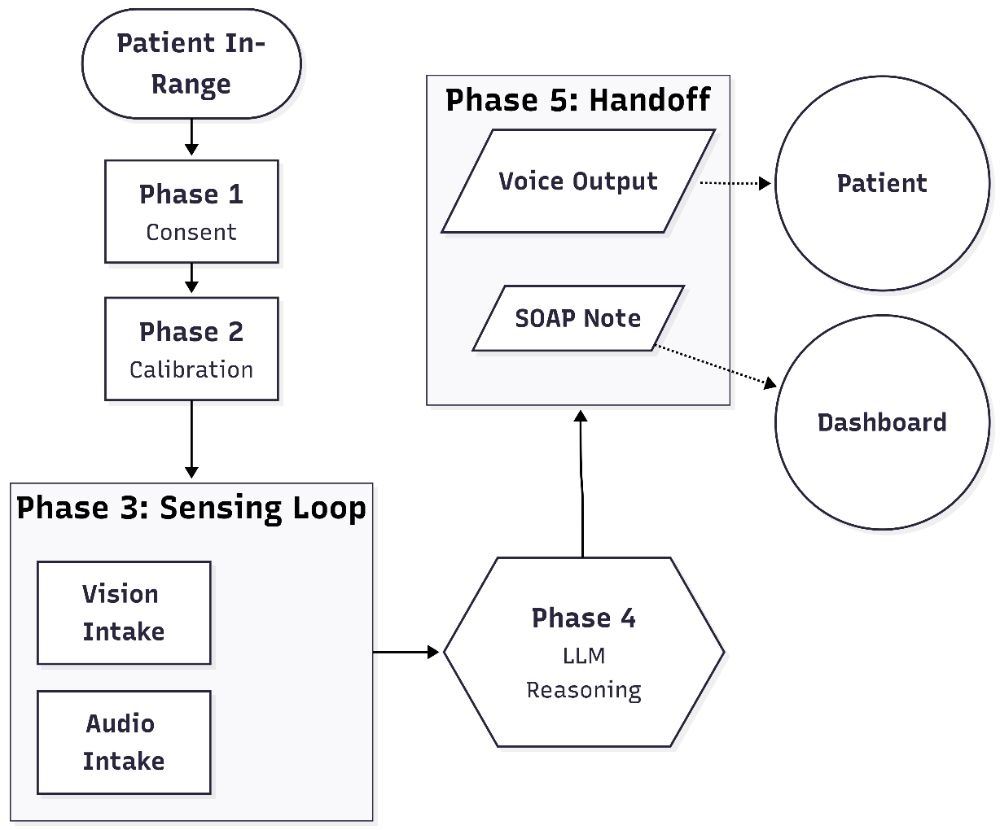 Patient In-
Range
Phase 1
Consent
Phase 2
Calibration
Phase 3: Sensing Loop
Vision
Intake
Audio
Intake
Phase 4
LLM
Reasoning
Phase 5: Handoff
Voice Output
SOAP Note
Patient
Dashboard